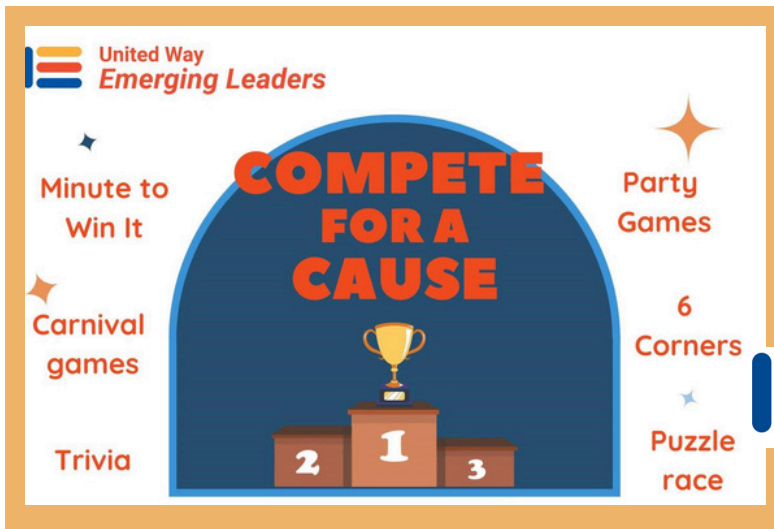 United Way
Emerging Leaders
COMPETE
FOR A
CAUSE
Minute to
Win It
Carnival
games
Trivia
Party
Games
6
Corners
Puzzle
race
2
1
3